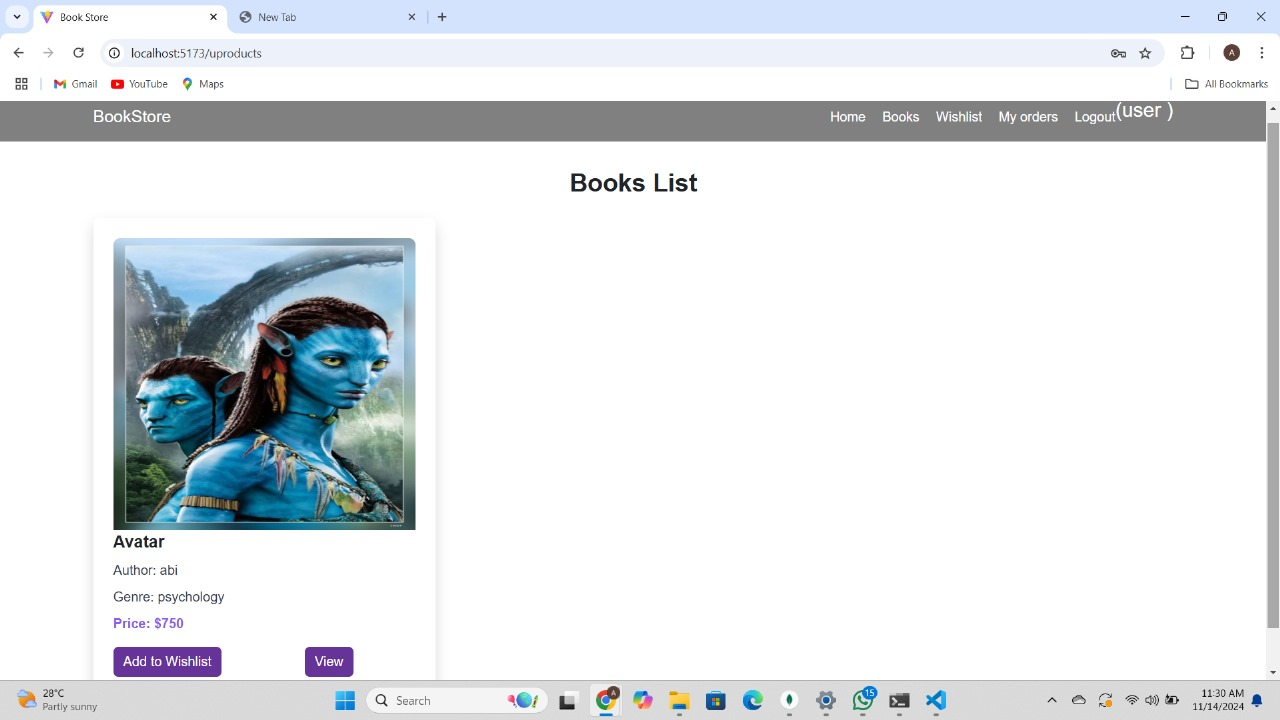 Book Store
New Tab
localhost:5173/uproducts
A
Gmail
YouTube
Maps
All Bookmarks
BookStore
Home
Books
Wishlist
My orders
Logout(user )
Books List
Avatar
Author: abi
Genre: psychology
Price: $750
Add to Wishlist
View
28°C
Partly sunny
Search
A
15
11:30 AM
11/14/2024